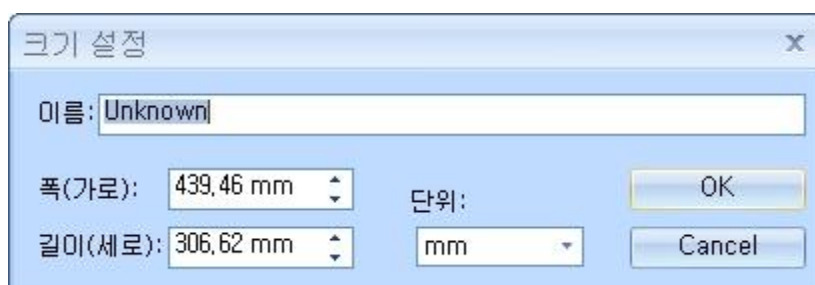 크기 설정 x
이름: Unknown
폭(가로): 439,46 mm
단위:
OK
길이(세로): 306,62 mm
mm
Cancel